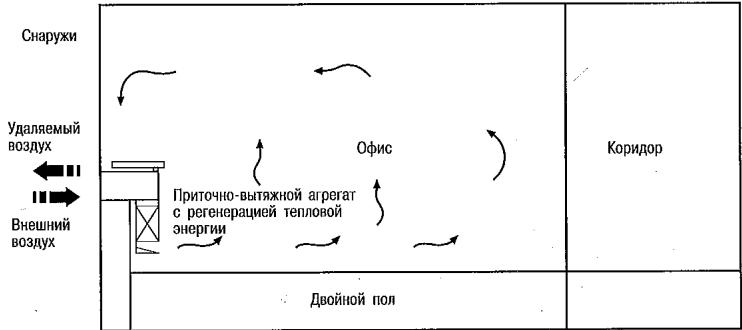 Снаружи
Удаляемый
воздух
Внешний
воздух
Офис
Коридор
Приточно-вытяжной агрегат
с регенерацией тепловой
энергии
Двойной пол